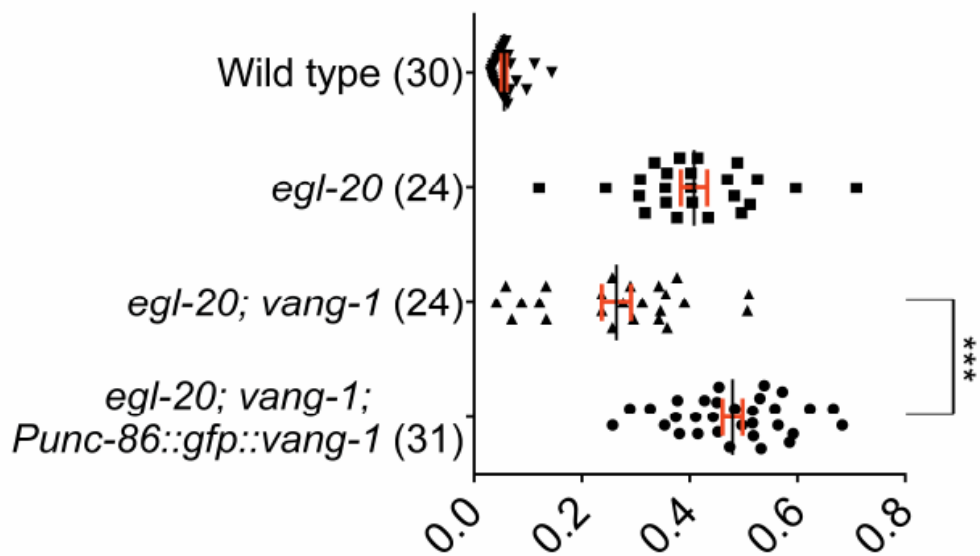 Wild type (30)
egl-20 (24)
egl-20; vang-1 (24)
egl-20; vang-1;
Punc-86::gfp::vang-1 (31)
***
0.0 0.2 0.4 0.6 0.8